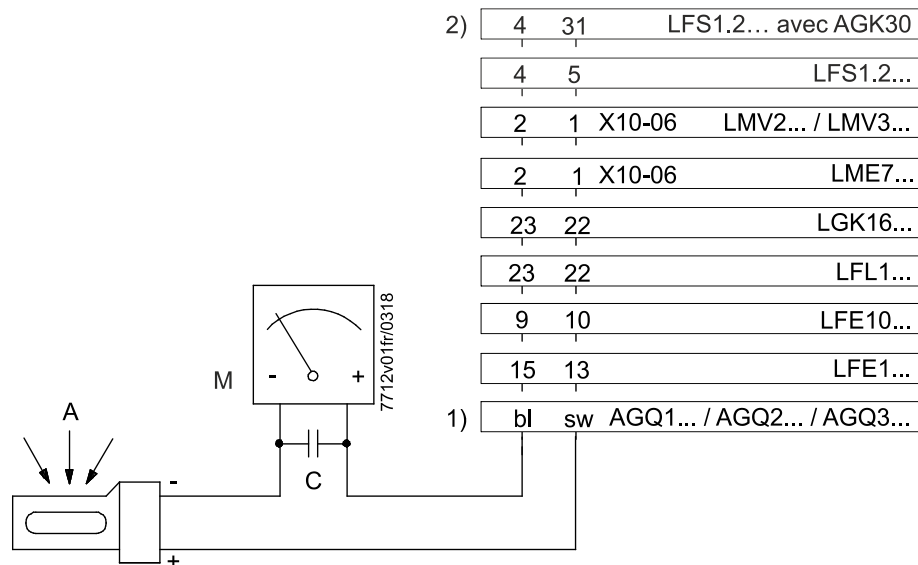 2) 4 31 LFS1.2... avec AGK30
4 5 LFS1.2...
2 1 X10-06 LMV2... / LMV3...
2 1 X10-06 LME7...
23 22 LGK16...
23 22 LFL1...
9 10 LFE10...
15 13 LFE1...
1) bl sw AGQ1... / AGQ2... / AGQ3...
M - +
7712v01fr/0318
A
C
-
+